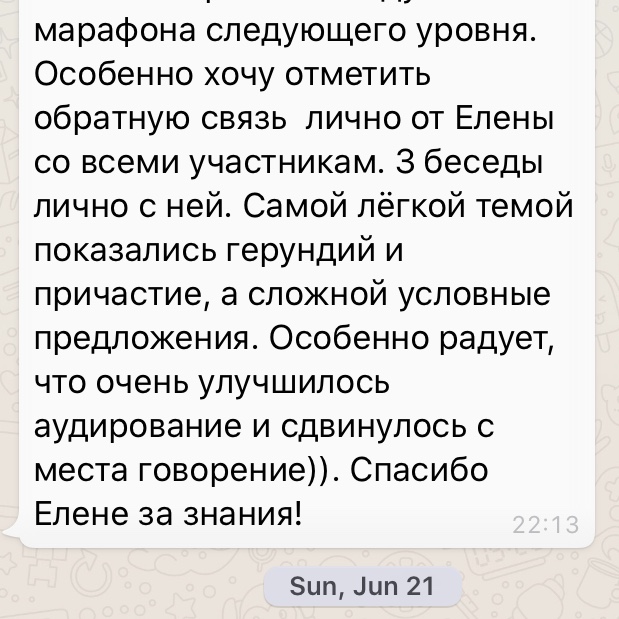 марафона следующего уровня.
Особенно хочу отметить
обратную связь  лично от Елены
со всеми участникам. 3 беседы
лично с ней. Самой лёгкой темой
показались герундий и
причастие, а сложной условные
предложения. Особенно радует,
что очень улучшилось
аудирование и сдвинулось с
места говорение)). Спасибо
Елене за знания!
22:13
Sun, Jun 21